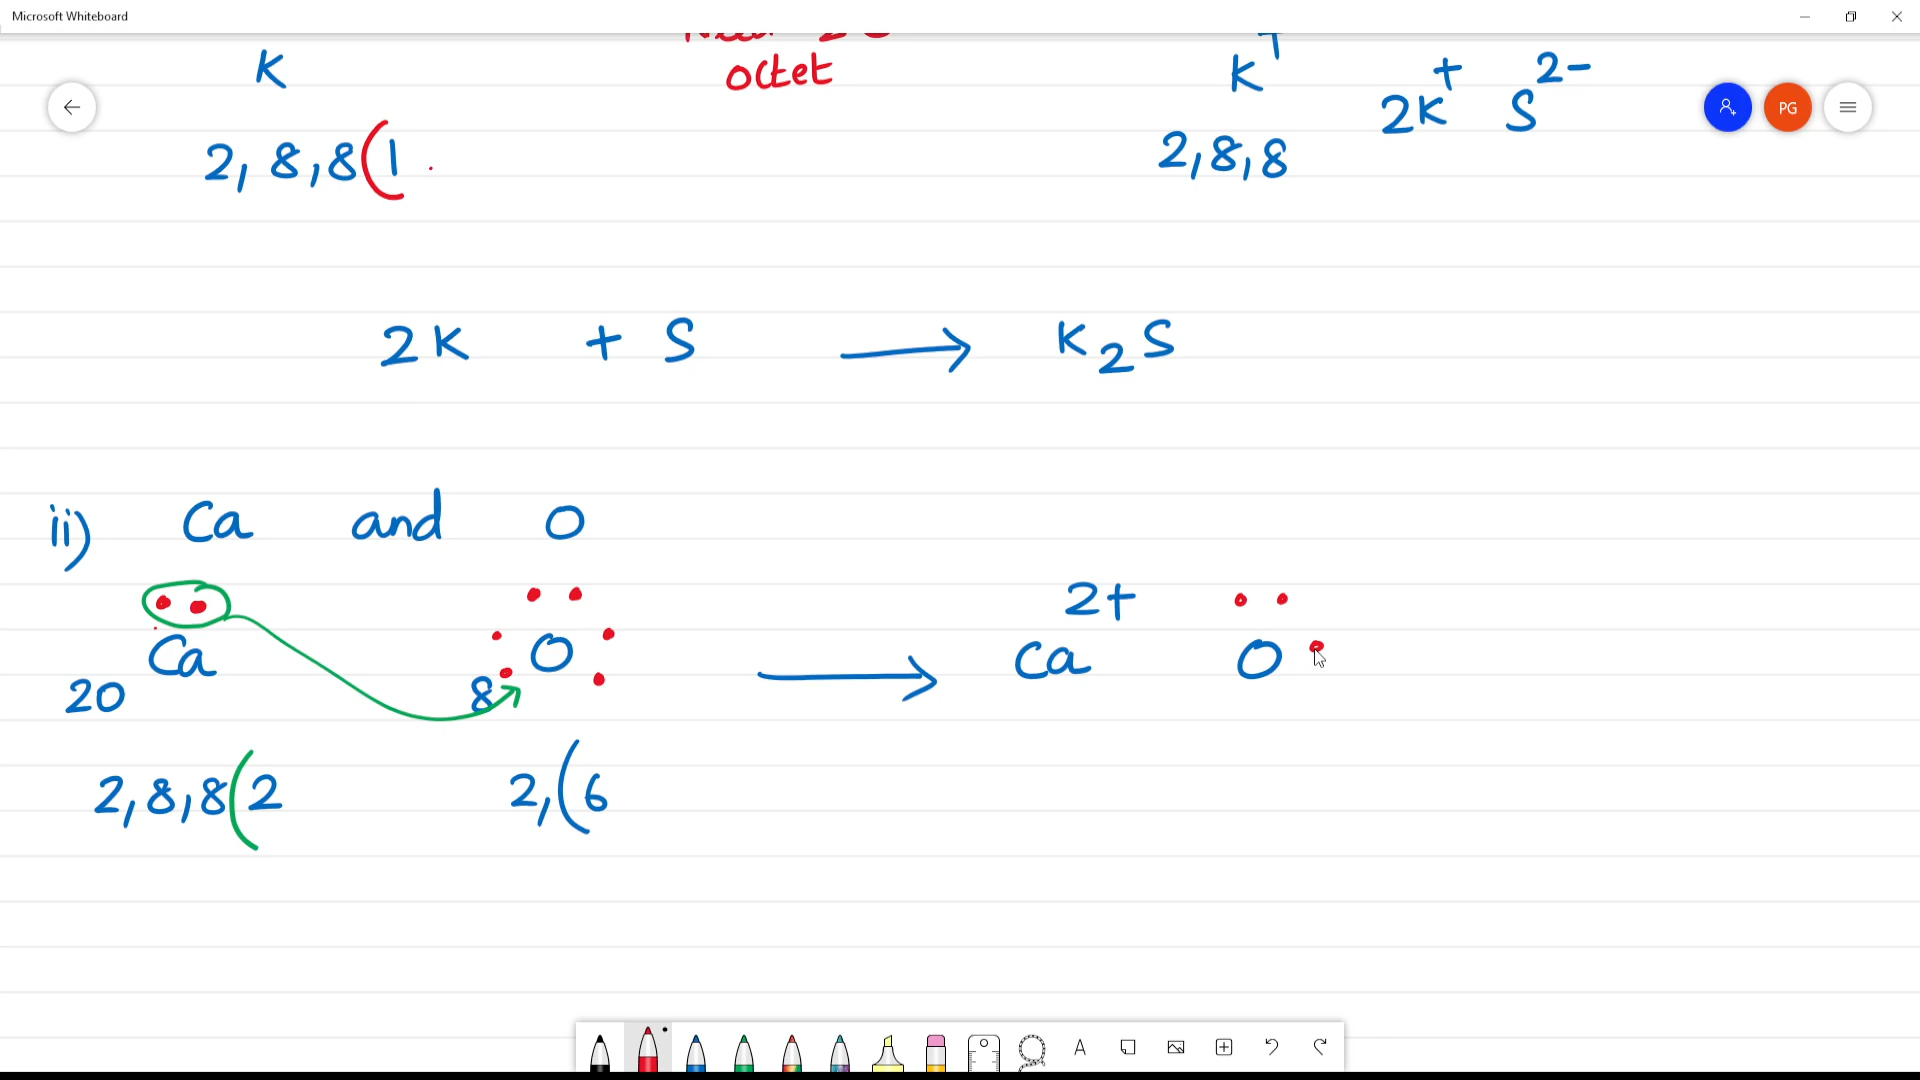 Microsoft Whiteboard
octet
K
K+
2K+ S2-
PG
2, 8, 8(1
2, 8, 8
2K + S ⟶ K2S
ii) Ca and O
2+
Ca O ⟶ Ca O
20 8
2, 8, 8(2 2, (6
A